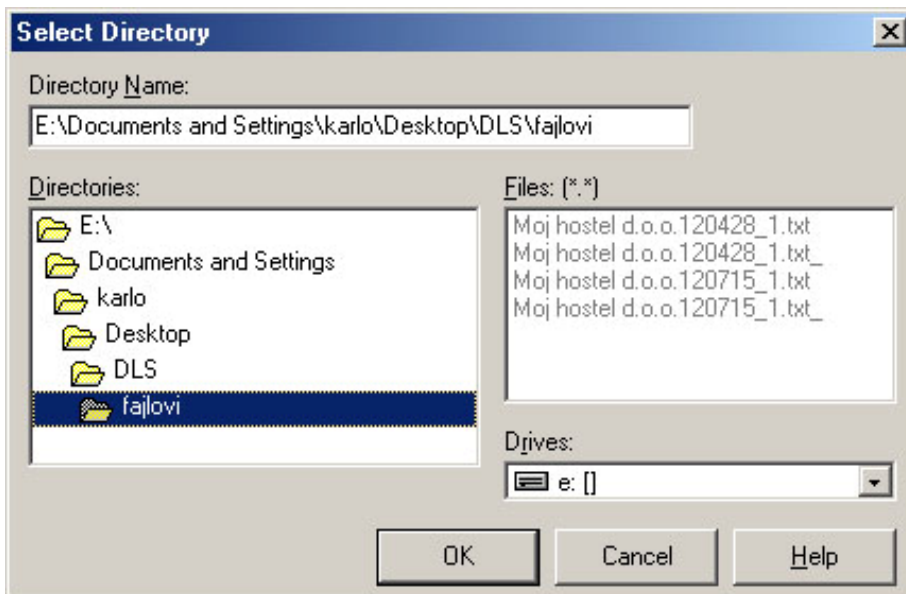 Select Directory
Directory Name:
E:\Documents and Settings\karlo\Desktop\DLS\fajlovi
Directories:
E:\
Documents and Settings
karlo
Desktop
DLS
fajlovi
Files: (*.*)
Moj hostel d.o.o.120428_1.txt
Moj hostel d.o.o.120428_1.txt_
Moj hostel d.o.o.120715_1.txt
Moj hostel d.o.o.120715_1.txt_
Drives:
e: []
OK
Cancel
Help